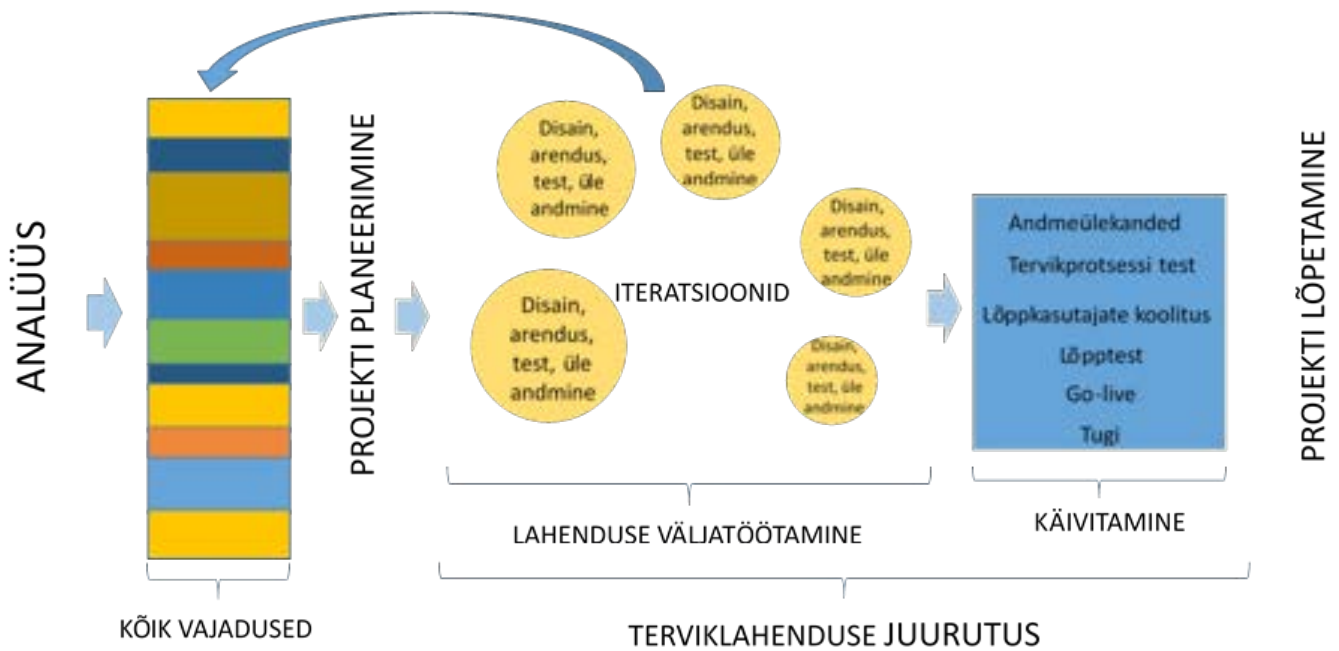 ANALÜÜS
KÕIK VAJADUSED
PROJEKTI PLANEERIMINE
Disain,
arendus,
test, üle
andmine
Disain,
arendus,
test, üle
andmine
Disain,
arendus,
test, üle
andmine
ITERATSIOONID
Disain,
arendus,
test, üle
andmine
Disain,
arendus,
test, üle
andmine
LAHENDUSE VÄLJATÖÖTAMINE
Andmeülekanded
Tervikprotsessi test
Lõppkasutajate koolitus
Lõpptest
Go-live
Tugi
KÄIVITAMINE
TERVIKLAHENDUSE JUURUTUS
PROJEKTI LÕPETAMINE